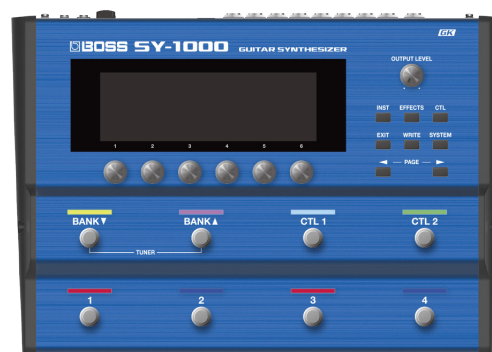 GK
BOSS SY-1000 GUITAR SYNTHESIZER
OUTPUT LEVEL
INST EFFECTS CTL
EXIT WRITE SYSTEM
◄ PAGE ►
1 2 3 4 5 6
BANK▼ BANK▲ CTL 1 CTL 2
TUNER
1 2 3 4